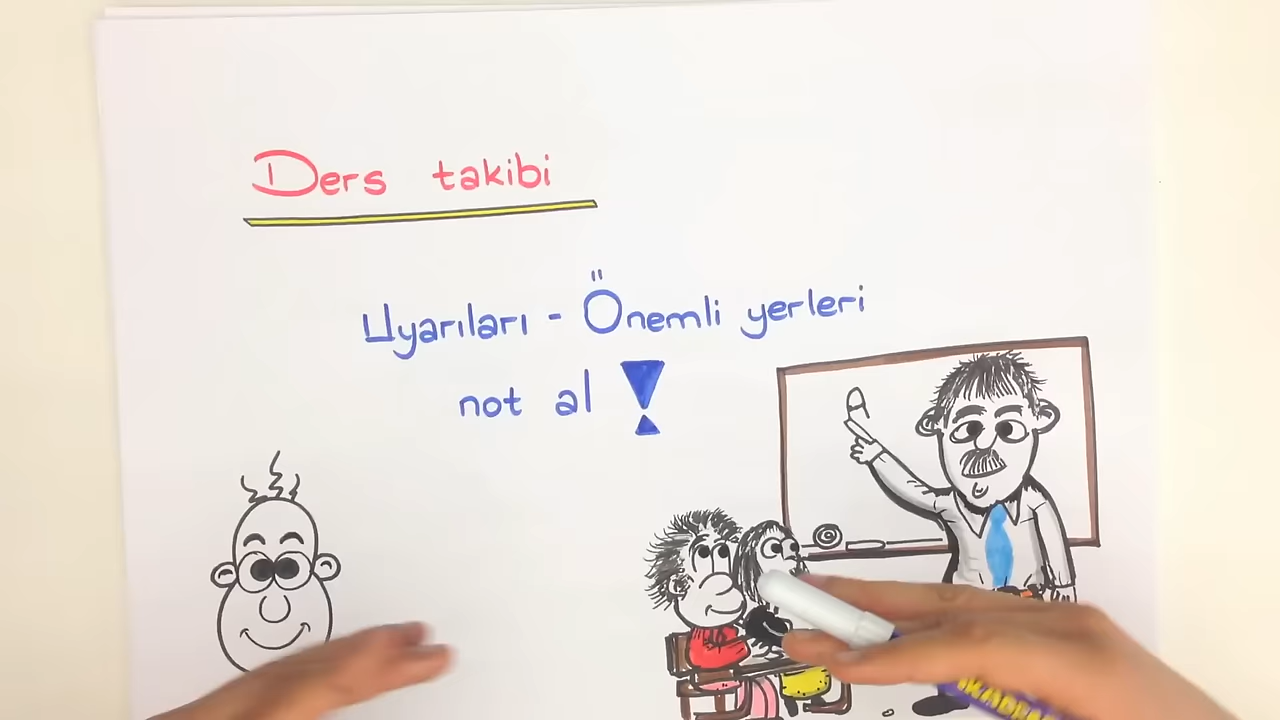 Ders takibi
Uyarıları - Önemli yerleri
not al !